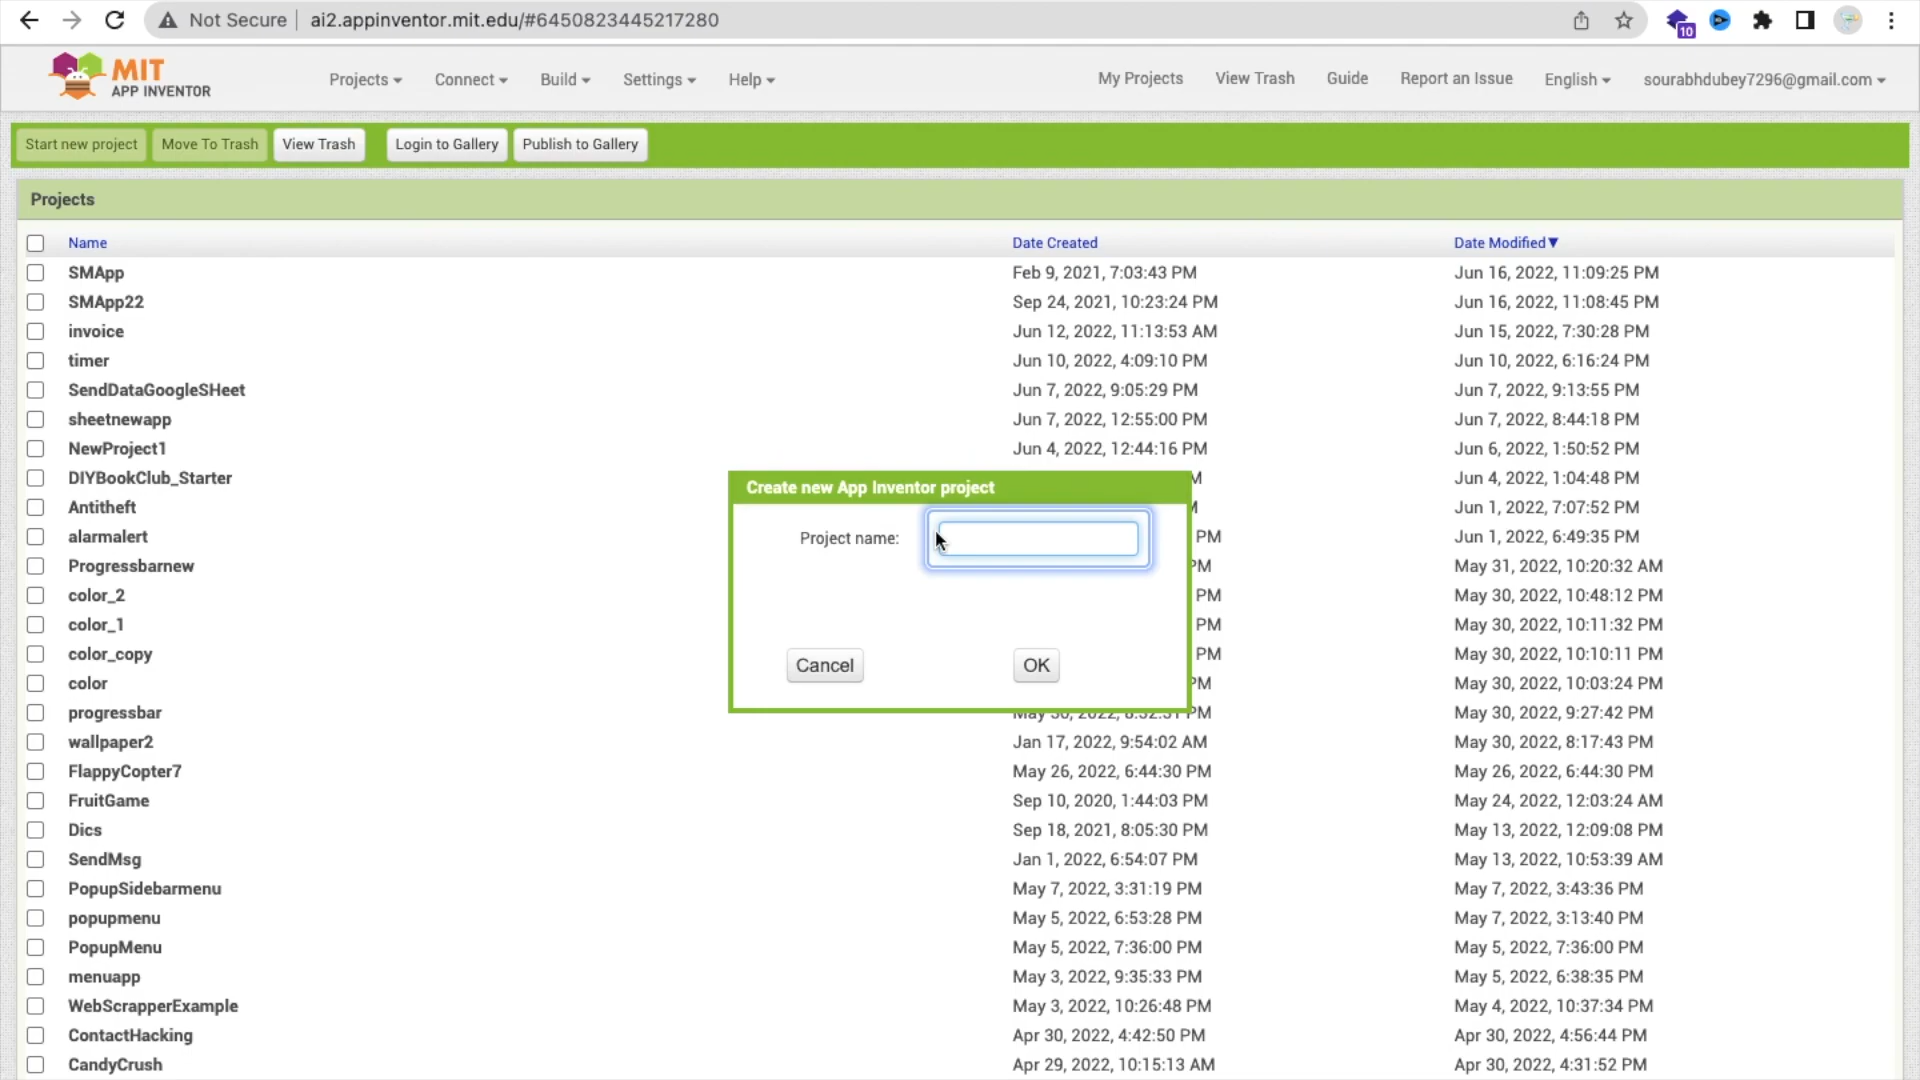 Not Secure | ai2.appinventor.mit.edu/#6450823445217280
10
MIT
APP INVENTOR
Projects Connect Build Settings Help My Projects View Trash Guide Report an Issue English sourabhdubey7296@gmail.com
Start new project Move To Trash View Trash Login to Gallery Publish to Gallery
Projects
Name Date Created Date Modified▼
SMApp Feb 9, 2021, 7:03:43 PM Jun 16, 2022, 11:09:25 PM
SMApp22 Sep 24, 2021, 10:23:24 PM Jun 16, 2022, 11:08:45 PM
invoice Jun 12, 2022, 11:13:53 AM Jun 15, 2022, 7:30:28 PM
timer Jun 10, 2022, 4:09:10 PM Jun 10, 2022, 6:16:24 PM
SendDataGoogleSHeet Jun 7, 2022, 9:05:29 PM Jun 7, 2022, 9:13:55 PM
sheetnewapp Jun 7, 2022, 12:55:00 PM Jun 7, 2022, 8:44:18 PM
NewProject1 Jun 4, 2022, 12:44:16 PM Jun 6, 2022, 1:50:52 PM
DIYBookClub_Starter Jun 4, 2022, 1:04:48 PM
Create new App Inventor project
Antitheft Jun 1, 2022, 7:07:52 PM
alarmalert PM Jun 1, 2022, 6:49:35 PM
Project name:
Progressbarnew PM May 31, 2022, 10:20:32 AM
color_2 PM May 30, 2022, 10:48:12 PM
color_1 PM May 30, 2022, 10:11:32 PM
color_copy PM May 30, 2022, 10:10:11 PM
Cancel OK
color PM May 30, 2022, 10:03:24 PM
progressbar May 30, 2022, 8:52:51 PM May 30, 2022, 9:27:42 PM
wallpaper2 Jan 17, 2022, 9:54:02 AM May 30, 2022, 8:17:43 PM
FlappyCopter7 May 26, 2022, 6:44:30 PM May 26, 2022, 6:44:30 PM
FruitGame Sep 10, 2020, 1:44:03 PM May 24, 2022, 12:03:24 AM
Dics Sep 18, 2021, 8:05:30 PM May 13, 2022, 12:09:08 PM
SendMsg Jan 1, 2022, 6:54:07 PM May 13, 2022, 10:53:39 AM
PopupSidebarmenu May 7, 2022, 3:31:19 PM May 7, 2022, 3:43:36 PM
popupmenu May 5, 2022, 6:53:28 PM May 7, 2022, 3:13:40 PM
PopupMenu May 5, 2022, 7:36:00 PM May 5, 2022, 7:36:00 PM
menuapp May 3, 2022, 9:35:33 PM May 5, 2022, 6:38:35 PM
WebScrapperExample May 3, 2022, 10:26:48 PM May 4, 2022, 10:37:34 PM
ContactHacking Apr 30, 2022, 4:42:50 PM Apr 30, 2022, 4:56:44 PM
CandyCrush Apr 29, 2022, 10:15:13 AM Apr 30, 2022, 4:31:52 PM